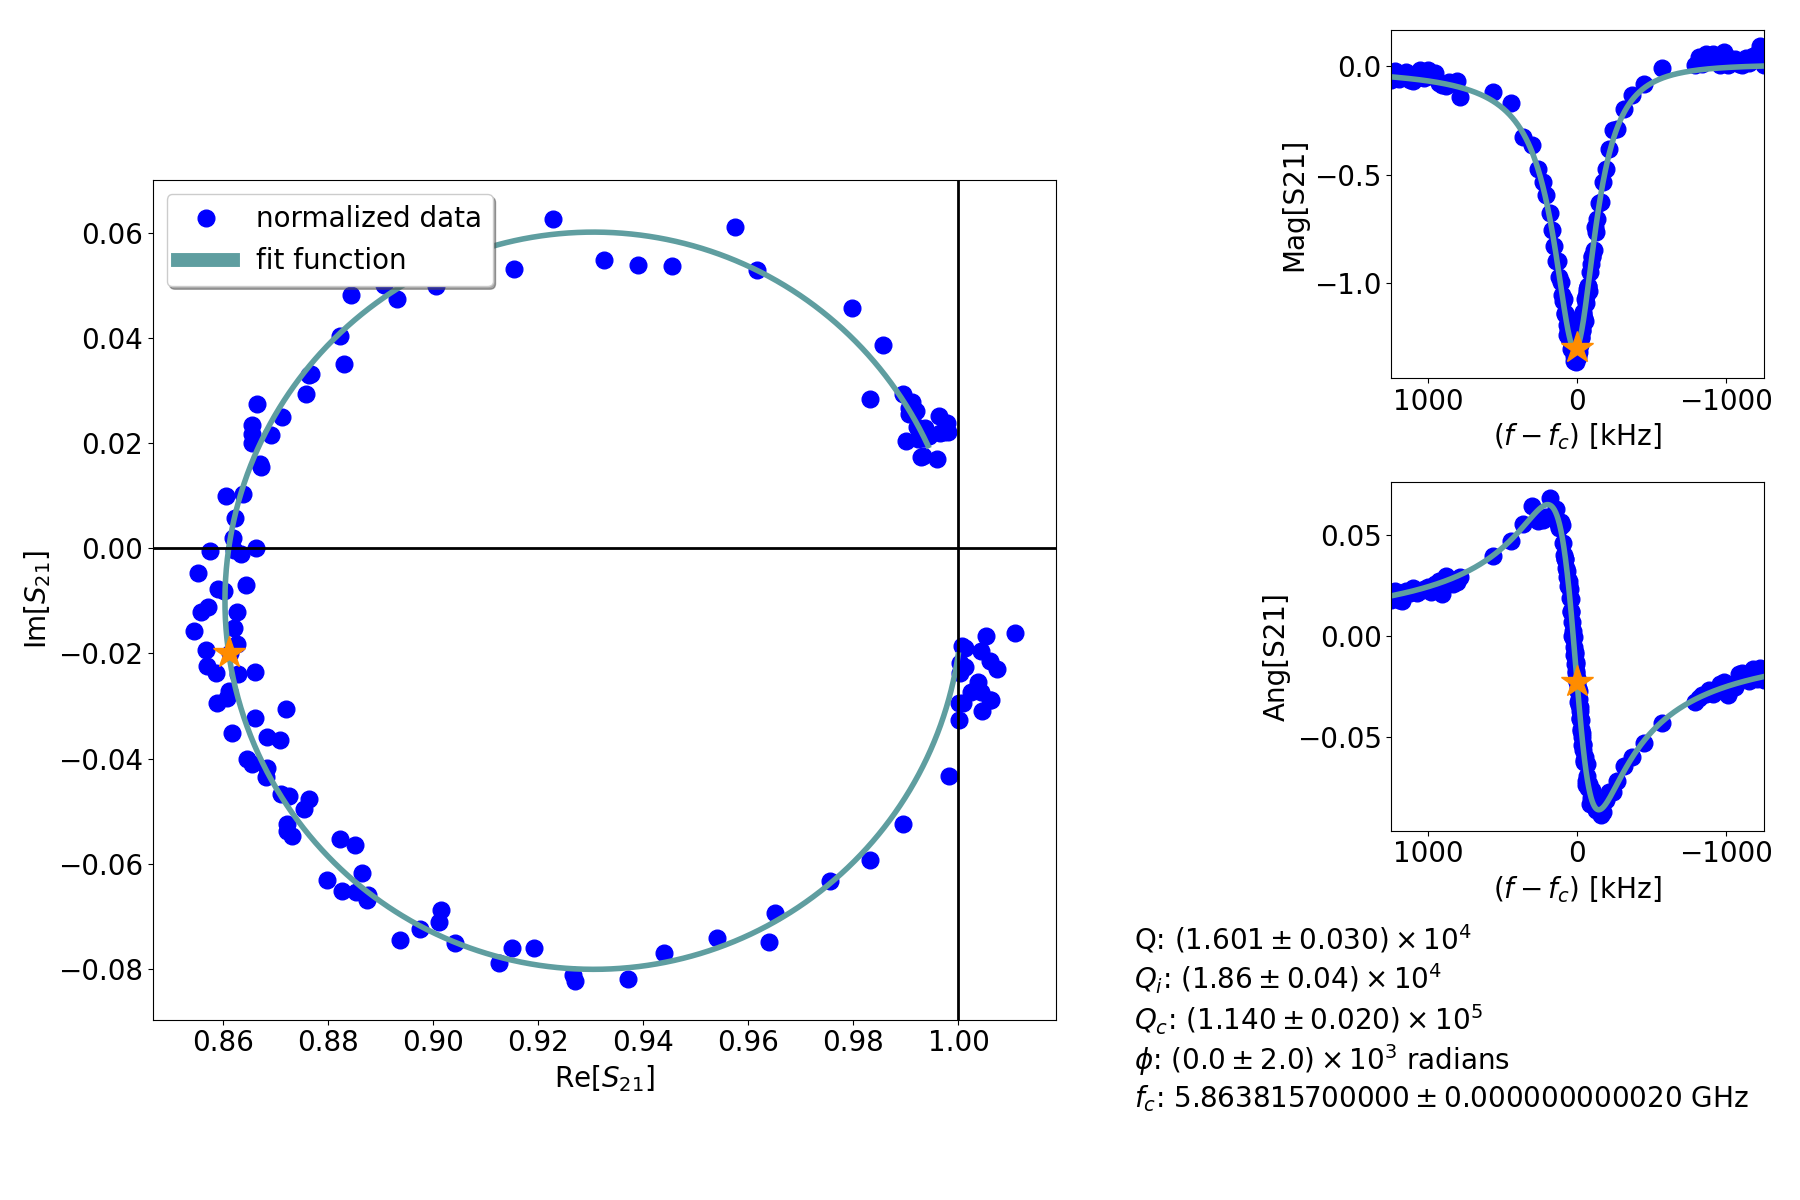 normalized data
fit function
0.06
0.04
0.02
0.00
−0.02
−0.04
−0.06
−0.08
Im[S21]
0.86 0.88 0.90 0.92 0.94 0.96 0.98 1.00
Re[S21]
0.0
−0.5
−1.0
Mag[S21]
1000 0 −1000
(f − fc) [kHz]
0.05
0.00
−0.05
Ang[S21]
1000 0 −1000
(f − fc) [kHz]
Q: (1.601 ± 0.030) × 10^4
Qi: (1.86 ± 0.04) × 10^4
Qc: (1.140 ± 0.020) × 10^5
ϕ: (0.0 ± 2.0) × 10^3 radians
fc: 5.863815700000 ± 0.000000000020 GHz